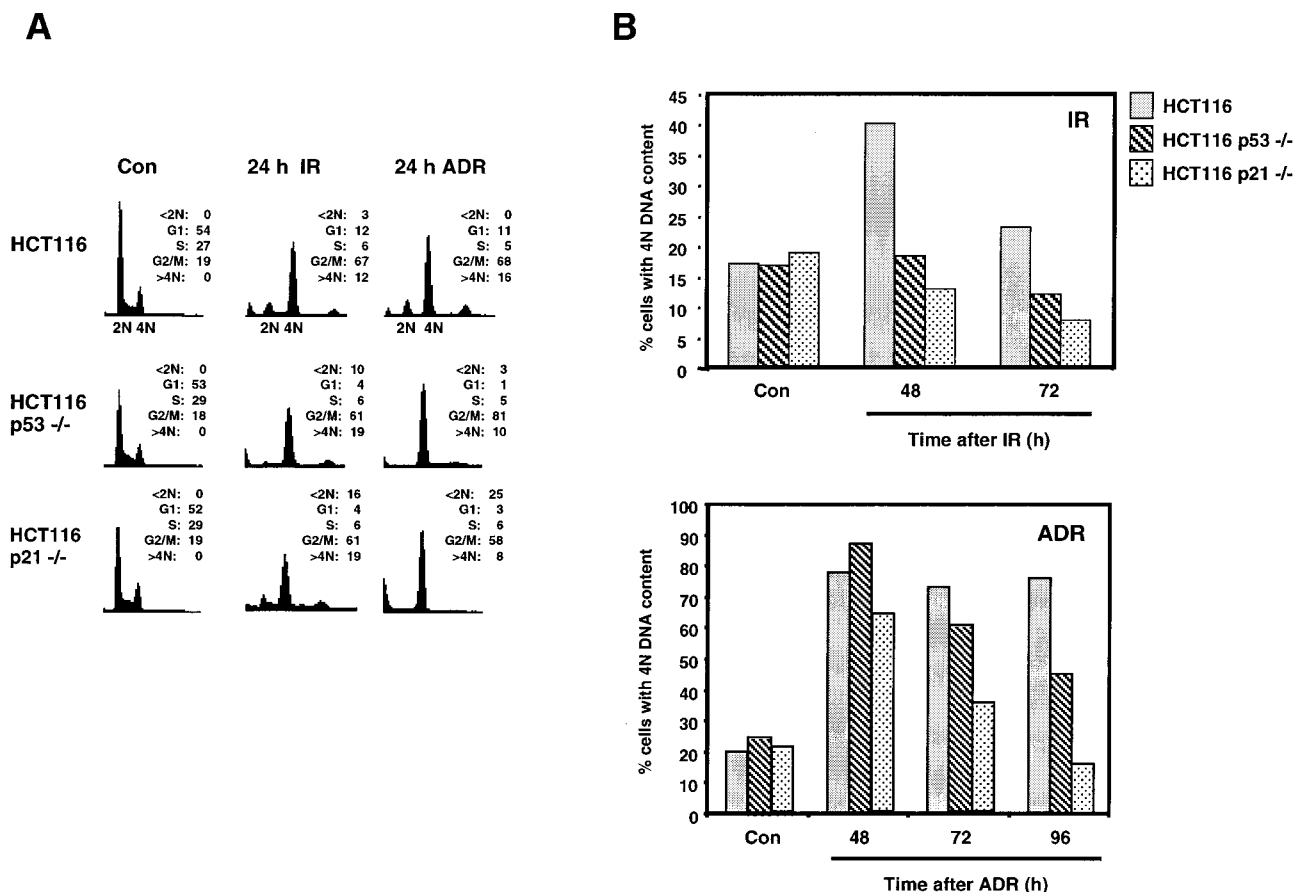 A
Con
24 h IR
24 h ADR
HCT116
<2N: 0
G1: 54
S: 27
G2/M: 19
>4N: 0
2N 4N
<2N: 3
G1: 12
S: 6
G2/M: 67
>4N: 12
2N 4N
<2N: 0
G1: 11
S: 5
G2/M: 68
>4N: 16
2N 4N
HCT116
p53 -/-
<2N: 0
G1: 53
S: 29
G2/M: 18
>4N: 0
<2N: 10
G1: 4
S: 6
G2/M: 61
>4N: 19
<2N: 3
G1: 1
S: 5
G2/M: 81
>4N: 10
HCT116
p21 -/-
<2N: 0
G1: 52
S: 29
G2/M: 19
>4N: 0
<2N: 16
G1: 4
S: 6
G2/M: 61
>4N: 19
<2N: 25
G1: 3
S: 6
G2/M: 58
>4N: 8
B
% cells with 4N DNA content
45
40
35
30
25
20
15
10
5
0
IR
HCT116
HCT116 p53 -/-
HCT116 p21 -/-
Con
48
72
Time after IR (h)
% cells with 4N DNA content
100
90
80
70
60
50
40
30
20
10
0
ADR
Con
48
72
96
Time after ADR (h)